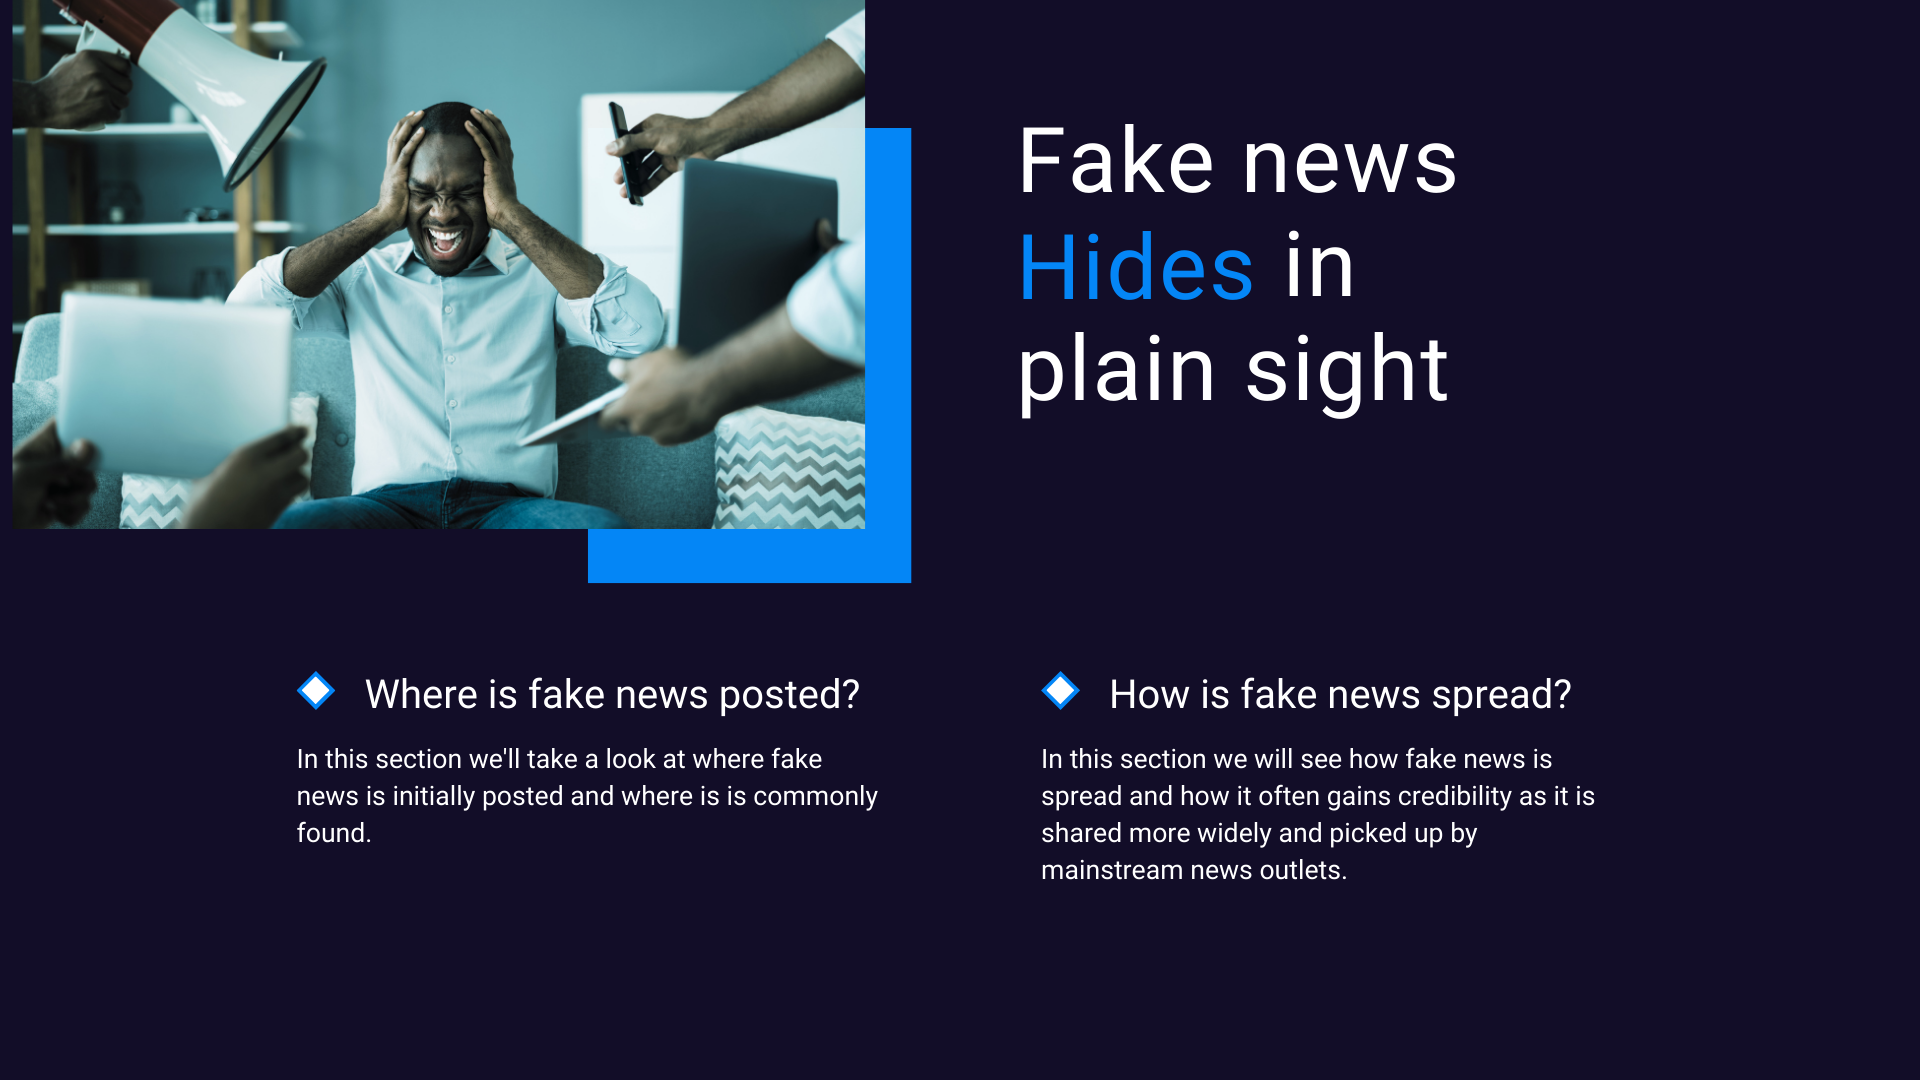 Fake news
Hides in
plain sight
Where is fake news posted?
In this section we'll take a look at where fake
news is initially posted and where is is commonly
found.
How is fake news spread?
In this section we will see how fake news is
spread and how it often gains credibility as it is
shared more widely and picked up by
mainstream news outlets.